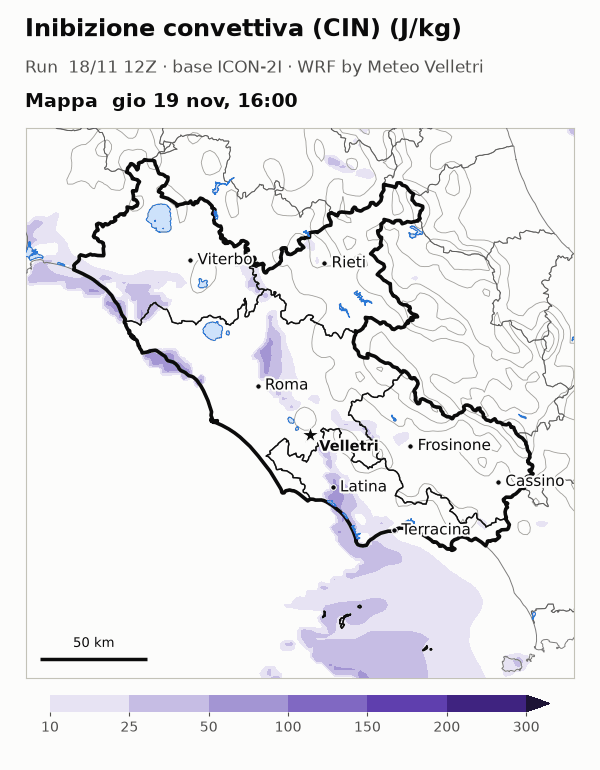 Inibizione convettiva (CIN) (J/kg)
Run  18/11 12Z · base ICON-2I · WRF by Meteo Velletri
Mappa  gio 19 nov, 16:00
Viterbo
Rieti
Roma
Velletri
Frosinone
Latina
Cassino
Terracina
50 km
10 25 50 100 150 200 300